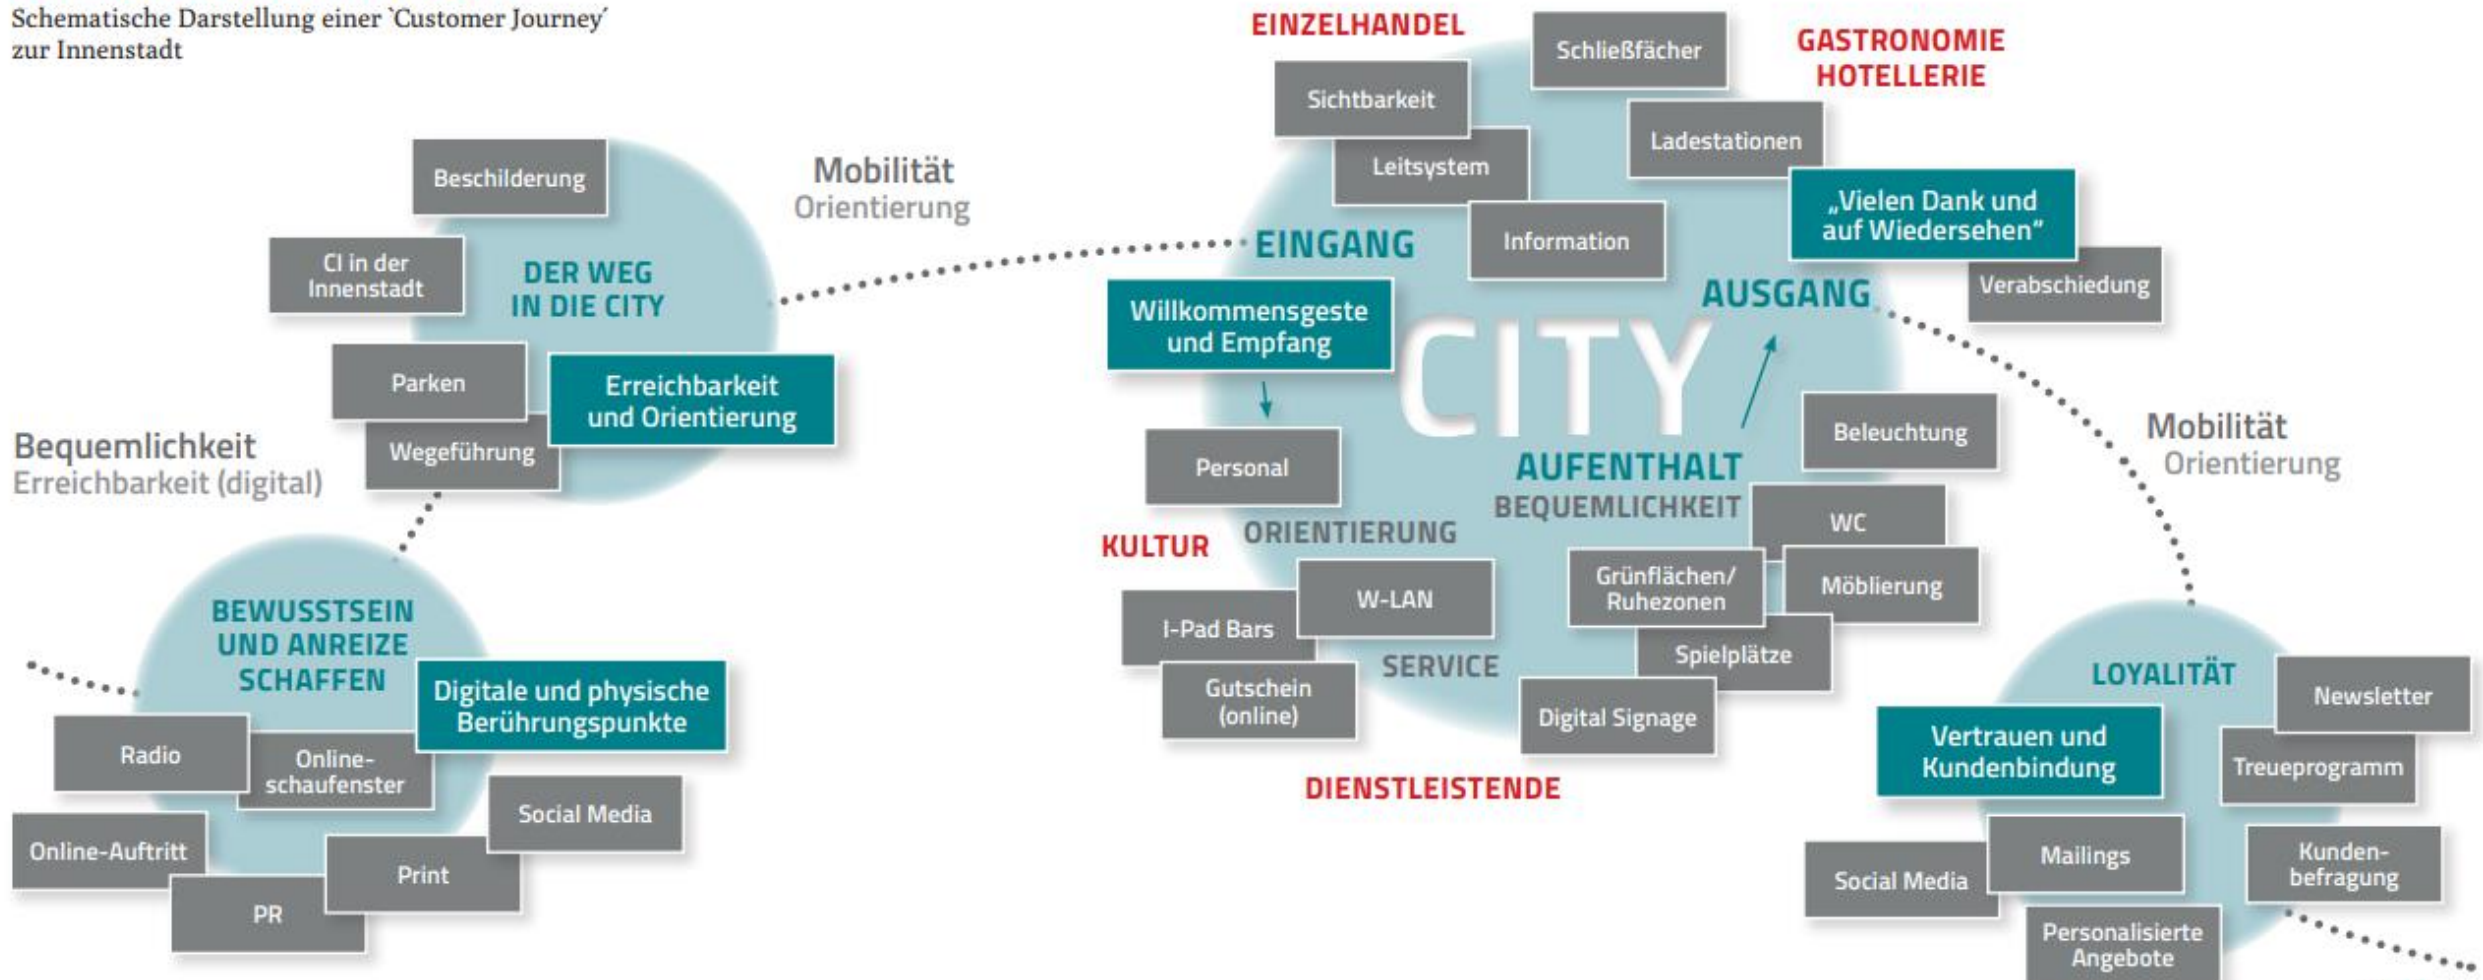 Schematische Darstellung einer `Customer Journey´
zur Innenstadt
Beschilderung
CI in der
Innenstadt
DER WEG
IN DIE CITY
Parken
Erreichbarkeit
und Orientierung
Wegeführung
Mobilität
Orientierung
Bequemlichkeit
Erreichbarkeit (digital)
BEWUSSTSEIN
UND ANREIZE
SCHAFFEN
Digitale und physische
Berührungspunkte
Radio
Online-
schaufenster
Social Media
Online-Auftritt
Print
PR
EINZELHANDEL
Schließfächer
GASTRONOMIE
HOTELLERIE
Sichtbarkeit
Leitsystem
Ladestationen
„Vielen Dank und
auf Wiedersehen“
Information
EINGANG
Verabschiedung
AUSGANG
Willkommensgeste
und Empfang
CITY
Personal
AUFENTHALT
BEQUEMLICHKEIT
Beleuchtung
KULTUR
ORIENTIERUNG
WC
W-LAN
Grünflächen/
Ruhezonen
Möblierung
I-Pad Bars
SERVICE
Spielplätze
Gutschein
(online)
Digital Signage
DIENSTLEISTENDE
Mobilität
Orientierung
LOYALITÄT
Newsletter
Vertrauen und
Kundenbindung
Treueprogramm
Mailings
Kunden-
befragung
Social Media
Personalisierte
Angebote